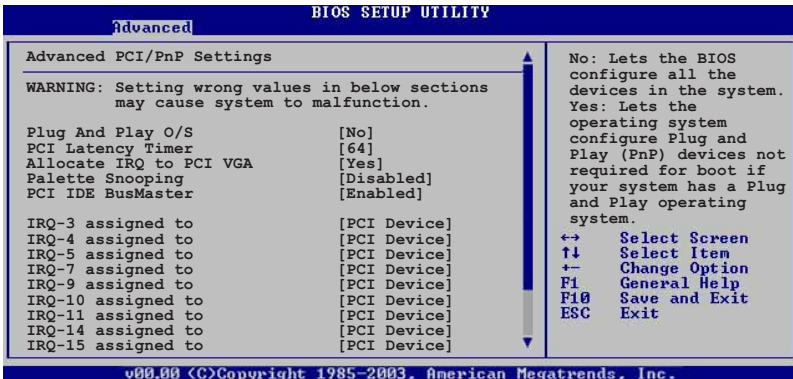 BIOS SETUP UTILITY
Advanced
Advanced PCI/PnP Settings
WARNING: Setting wrong values in below sections
may cause system to malfunction.
Plug And Play O/S [No]
PCI Latency Timer [64]
Allocate IRQ to PCI VGA [Yes]
Palette Snooping [Disabled]
PCI IDE BusMaster [Enabled]
IRQ-3 assigned to [PCI Device]
IRQ-4 assigned to [PCI Device]
IRQ-5 assigned to [PCI Device]
IRQ-7 assigned to [PCI Device]
IRQ-9 assigned to [PCI Device]
IRQ-10 assigned to [PCI Device]
IRQ-11 assigned to [PCI Device]
IRQ-14 assigned to [PCI Device]
IRQ-15 assigned to [PCI Device]
No: Lets the BIOS
configure all the
devices in the system.
Yes: Lets the
operating system
configure Plug and
Play (PnP) devices not
required for boot if
your system has a Plug
and Play operating
system.
←→ Select Screen
↑↓ Select Item
+- Change Option
F1 General Help
F10 Save and Exit
ESC Exit
v00.00 (C)Copyright 1985-2003, American Megatrends, Inc.